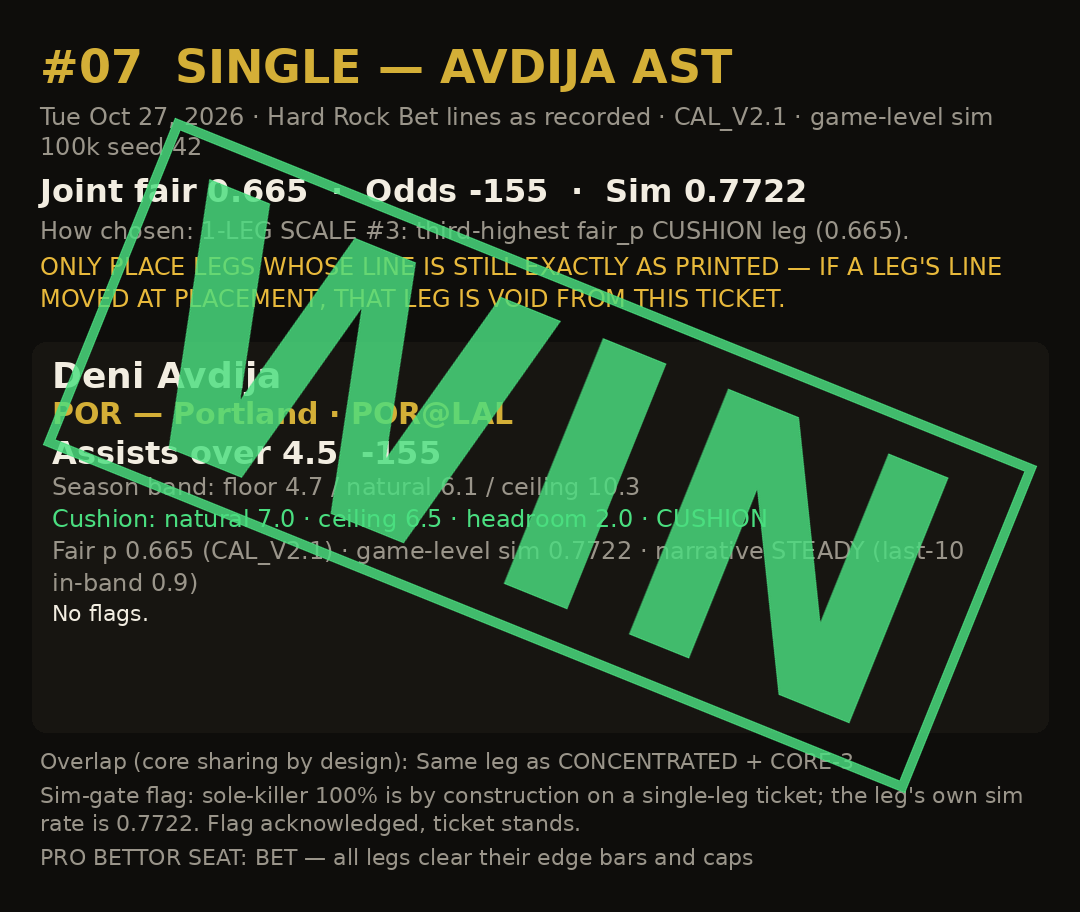 #07  SINGLE — AVDIJA AST
Tue Oct 27, 2026 · Hard Rock Bet lines as recorded · CAL_V2.1 · game-level sim
100k seed 42
Joint fair 0.665  ·  Odds -155  ·  Sim 0.7722
How chosen: 1-LEG SCALE #3: third-highest fair_p CUSHION leg (0.665).
ONLY PLACE LEGS WHOSE LINE IS STILL EXACTLY AS PRINTED — IF A LEG'S LINE
MOVED AT PLACEMENT, THAT LEG IS VOID FROM THIS TICKET.
Deni Avdija
POR — Portland · POR@LAL
Assists over 4.5  -155
Season band: floor 4.7 / natural 6.1 / ceiling 10.3
Cushion: natural 7.0 · ceiling 6.5 · headroom 2.0 · CUSHION
Fair p 0.665 (CAL_V2.1) · game-level sim 0.7722 · narrative STEADY (last-10
in-band 0.9)
No flags.
WIN
Overlap (core sharing by design): Same leg as CONCENTRATED + CORE-3
Sim-gate flag: sole-killer 100% is by construction on a single-leg ticket; the leg's own sim
rate is 0.7722. Flag acknowledged, ticket stands.
PRO BETTOR SEAT: BET — all legs clear their edge bars and caps